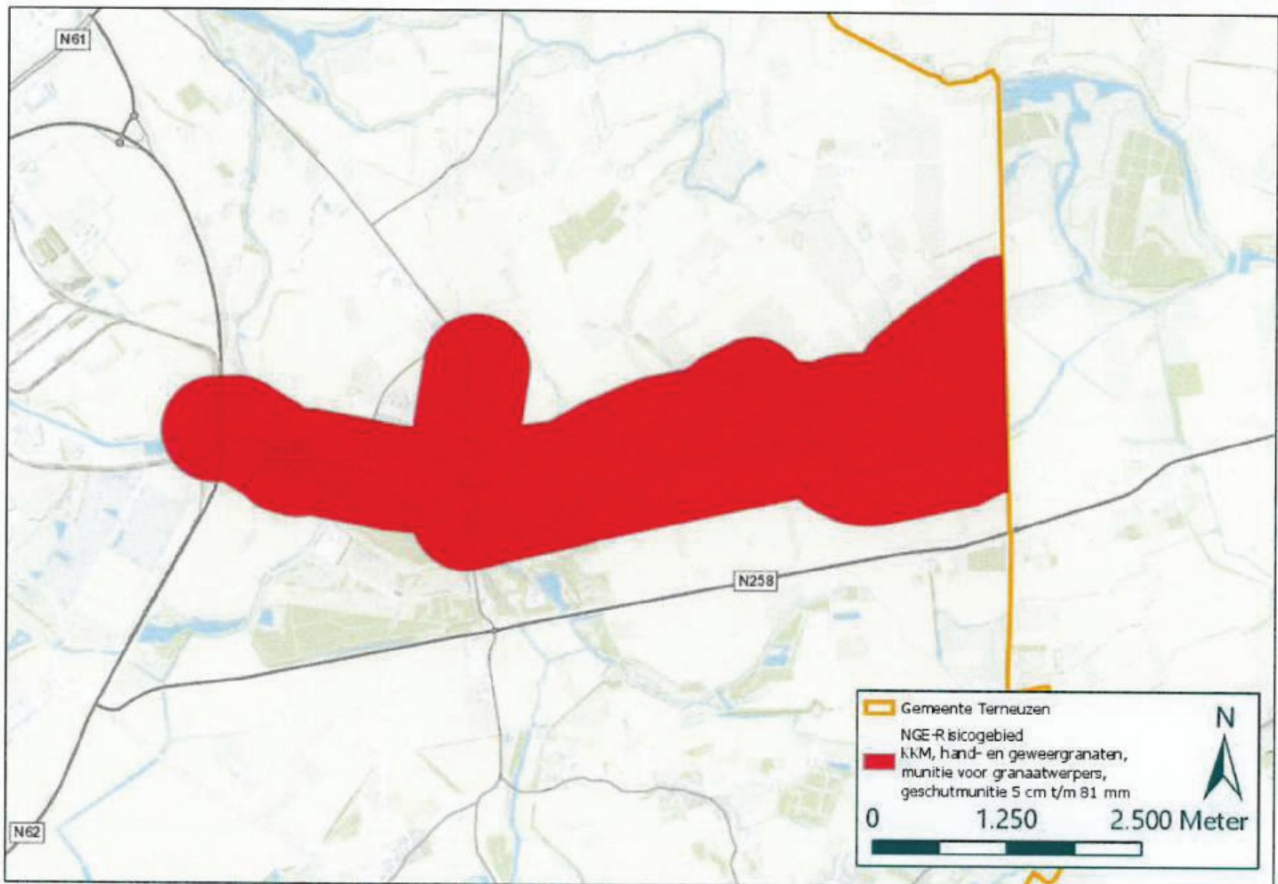 N61
N258
N62
Gemeente Terneuzen
NGE-Risicogebied
KKM, hand- en geweergranaten,
munitie voor granaatwerpers,
geschutmunitie 5 cm t/m 81 mm
N
0 1.250 2.500 Meter